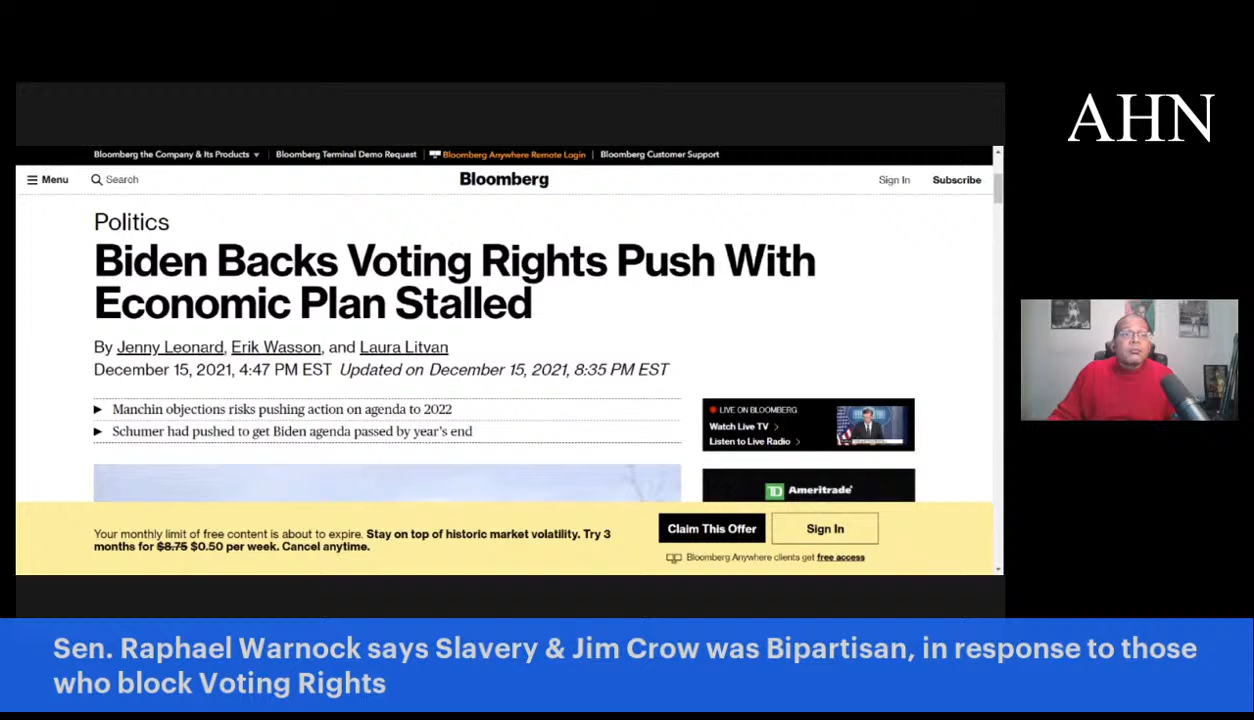 AHN
Bloomberg the Company & Its Products
Bloomberg Terminal Demo Request
Bloomberg Anywhere Remote Login
Bloomberg Customer Support
Menu
Search
Bloomberg
Sign In
Subscribe
Politics
Biden Backs Voting Rights Push With
Economic Plan Stalled
By Jenny Leonard, Erik Wasson, and Laura Litvan
December 15, 2021, 4:47 PM EST Updated on December 15, 2021, 8:35 PM EST
Manchin objections risks pushing action on agenda to 2022
Schumer had pushed to get Biden agenda passed by year's end
LIVE ON BLOOMBERG
Watch Live TV
Listen to Live Radio
TD Ameritrade
Your monthly limit of free content is about to expire. Stay on top of historic market volatility. Try 3
months for $8.75 $0.50 per week. Cancel anytime.
Claim This Offer
Sign In
Bloomberg Anywhere clients get free access
Sen. Raphael Warnock says Slavery & Jim Crow was Bipartisan, in response to those
who block Voting Rights